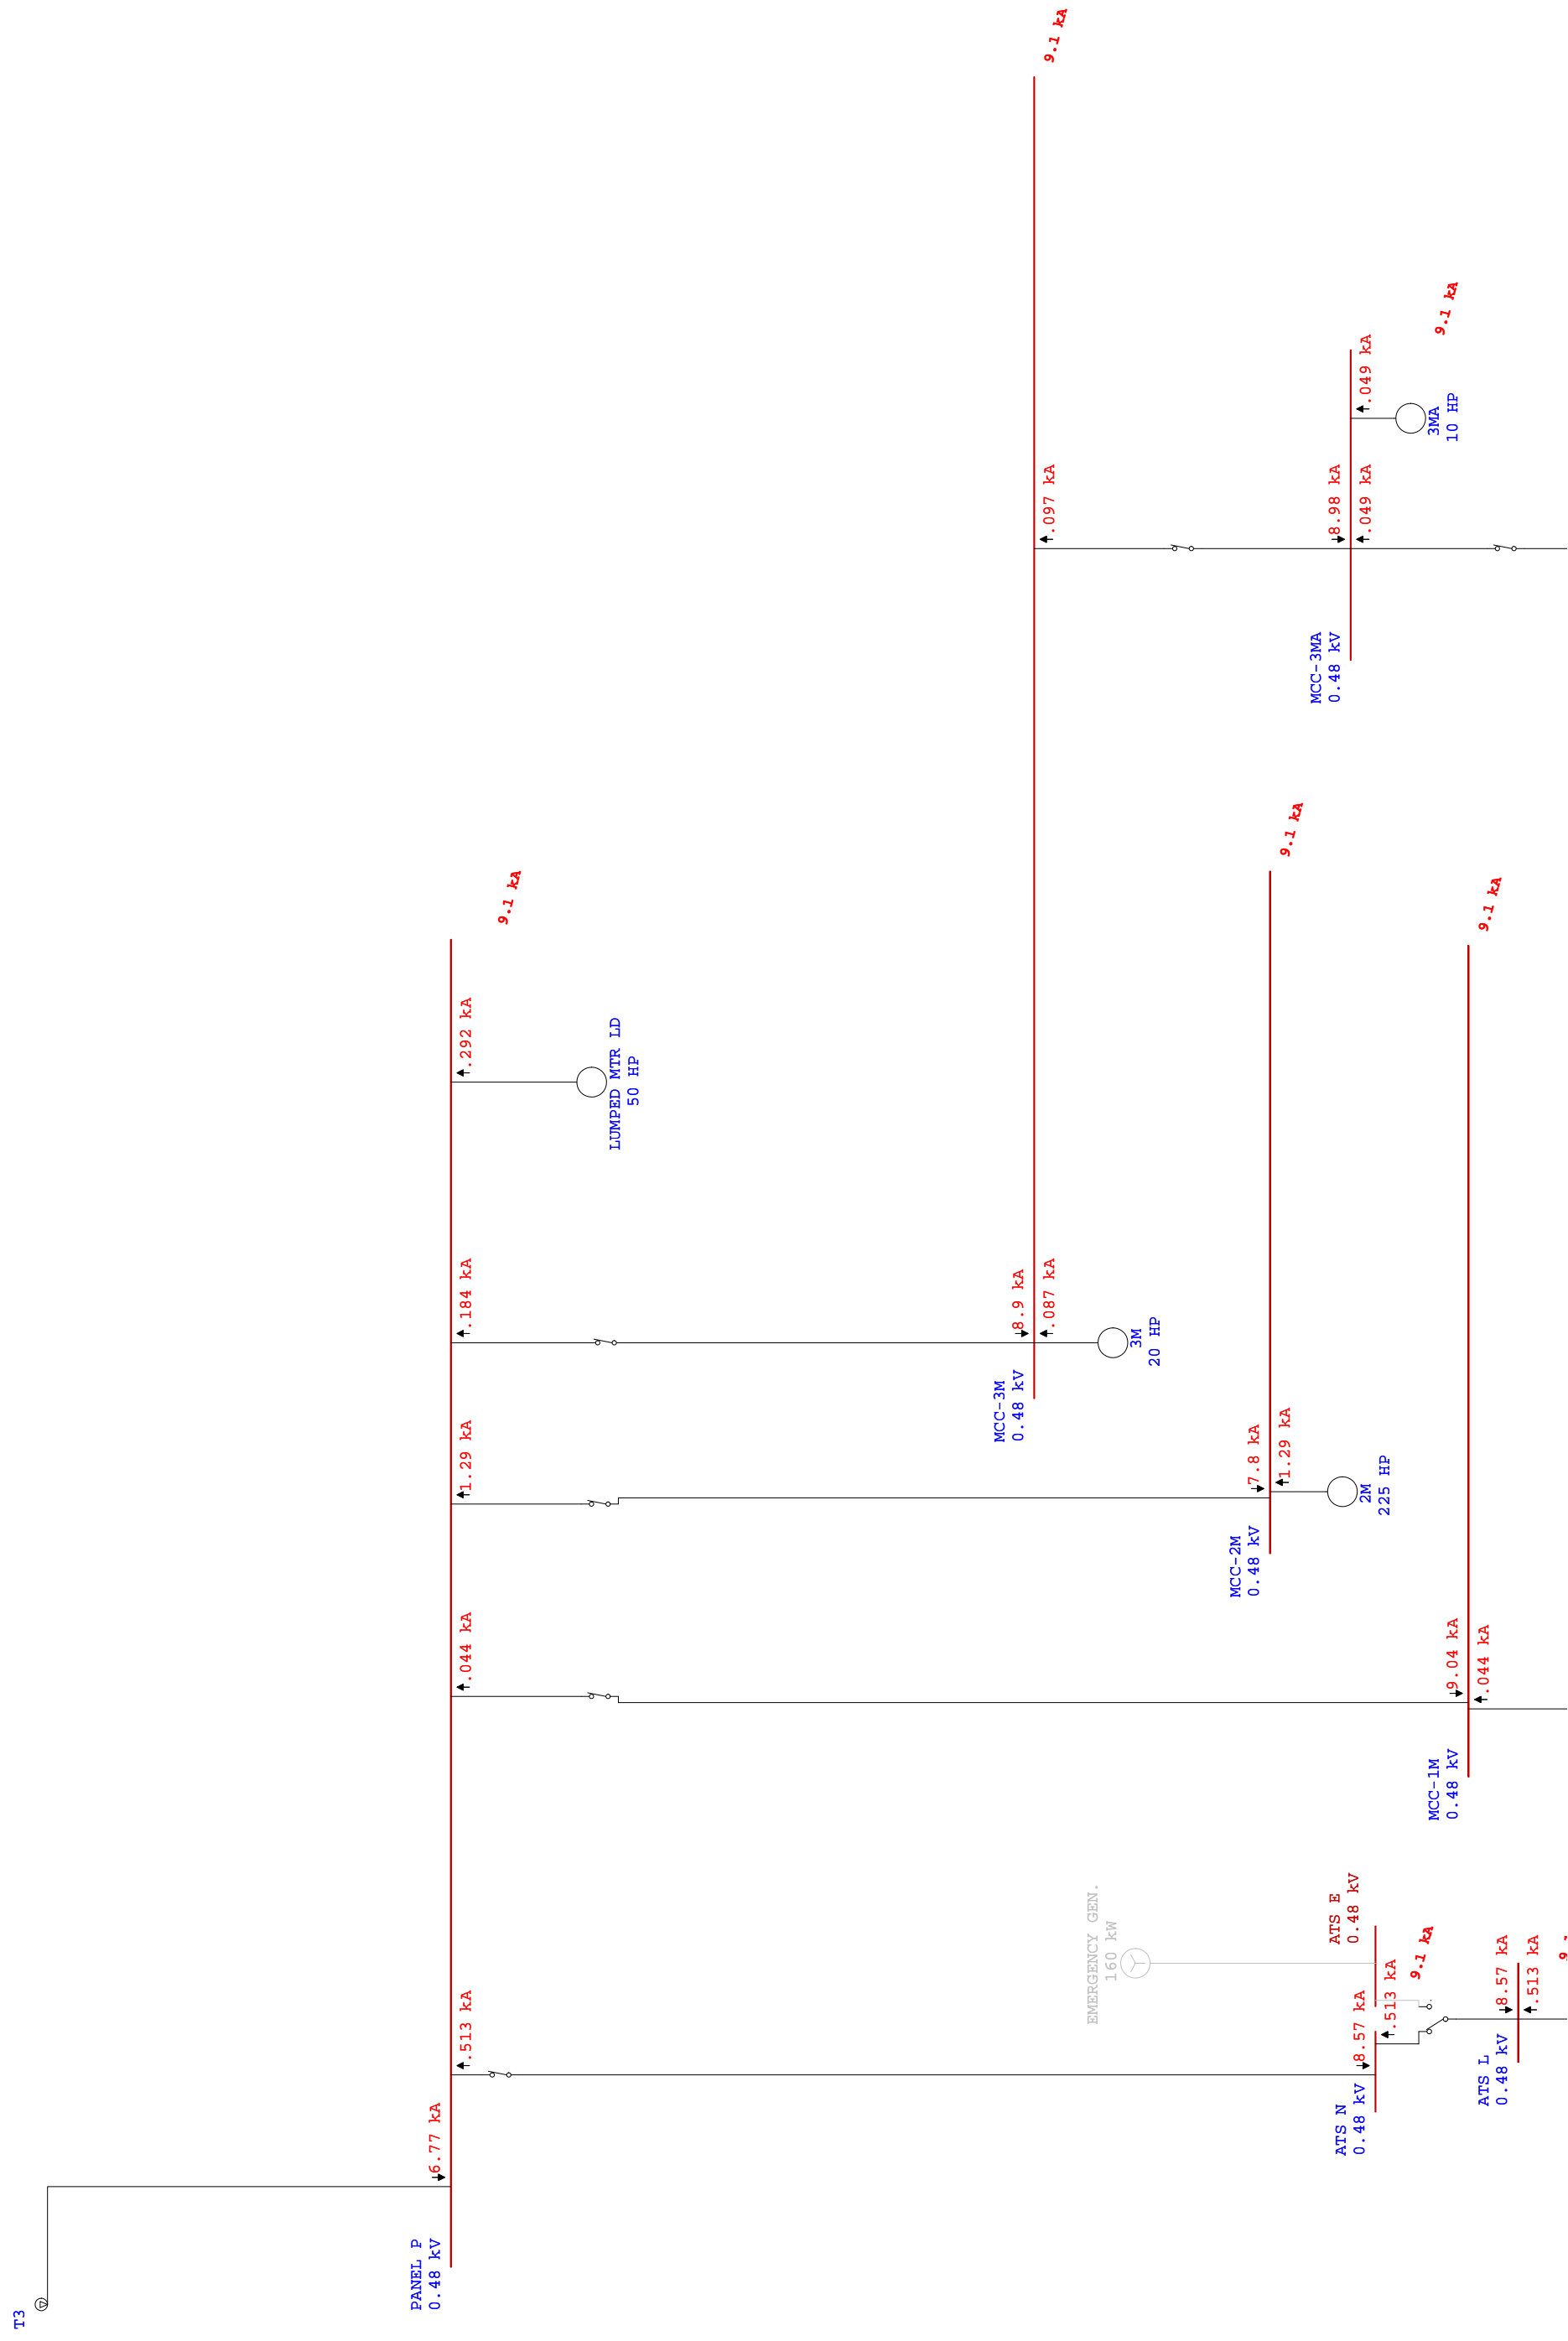 T3
PANEL P
0.48 kV
6.77 kA
.513 kA
.044 kA
1.29 kA
.184 kA
.292 kA
9.1 kA
LUMPED MTR LD
50 HP
MCC-3M
0.48 kV
8.9 kA
.087 kA
.097 kA
9.1 kA
3M
20 HP
MCC-3MA
0.48 kV
8.98 kA
.049 kA
.049 kA
9.1 kA
3MA
10 HP
MCC-2M
0.48 kV
7.8 kA
1.29 kA
9.1 kA
2M
225 HP
MCC-1M
0.48 kV
9.04 kA
.044 kA
9.1 kA
EMERGENCY GEN.
160 kW
ATS E
0.48 kV
ATS N
0.48 kV
8.57 kA
.513 kA
9.1 kA
ATS L
0.48 kV
8.57 kA
.513 kA